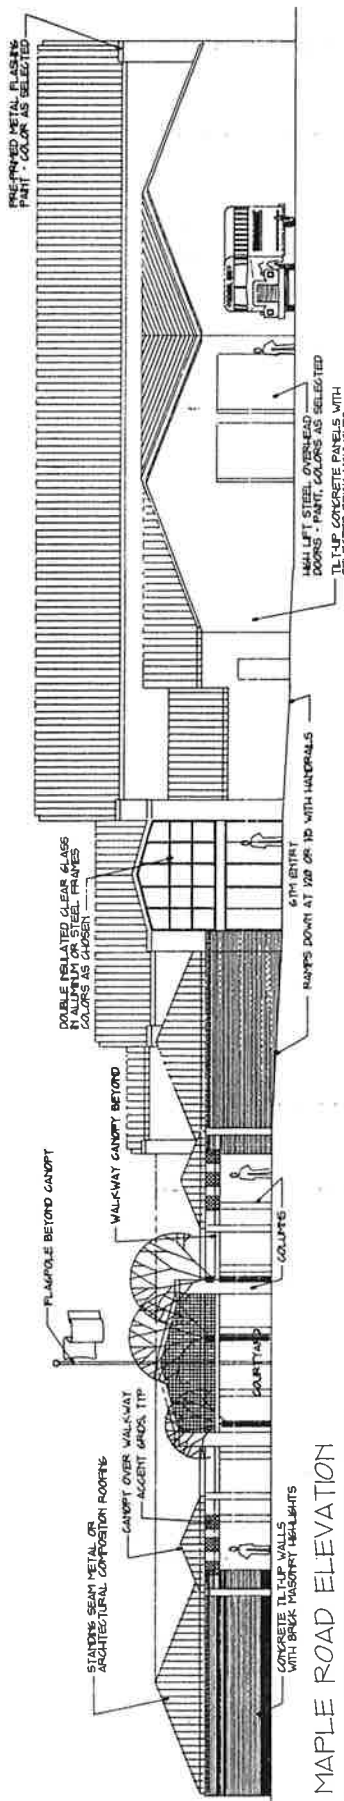 STANDING SEAM METAL OR
ARCHITECTURAL COMPOSITION ROOFING
CANOPY OVER WALKWAY
ACCENT GRIDS, TYP
FLAGPOLE BEYOND CANOPY
WALKWAY CANOPY BEYOND
DOUBLE INSULATED CLEAR GLASS
IN ALUMINUM OR STEEL FRAMES
COLORS AS CHOSEN
PRE-PRIMED METAL FLASHING
PAINT - COLOR AS SELECTED
CONCRETE TILT-UP WALLS
WITH BRICK MASONRY HIGHLIGHTS
COURTYARD
COLUMNS
GYM ENTRY
RAMPS DOWN AT 1/20 OR 1/15 WITH HANDRAILS
HIGH LIFT STEEL OVERHEAD
DOORS - PAINT, COLORS AS SELECTED
TILT-UP CONCRETE PANELS WITH
MAPLE ROAD ELEVATION